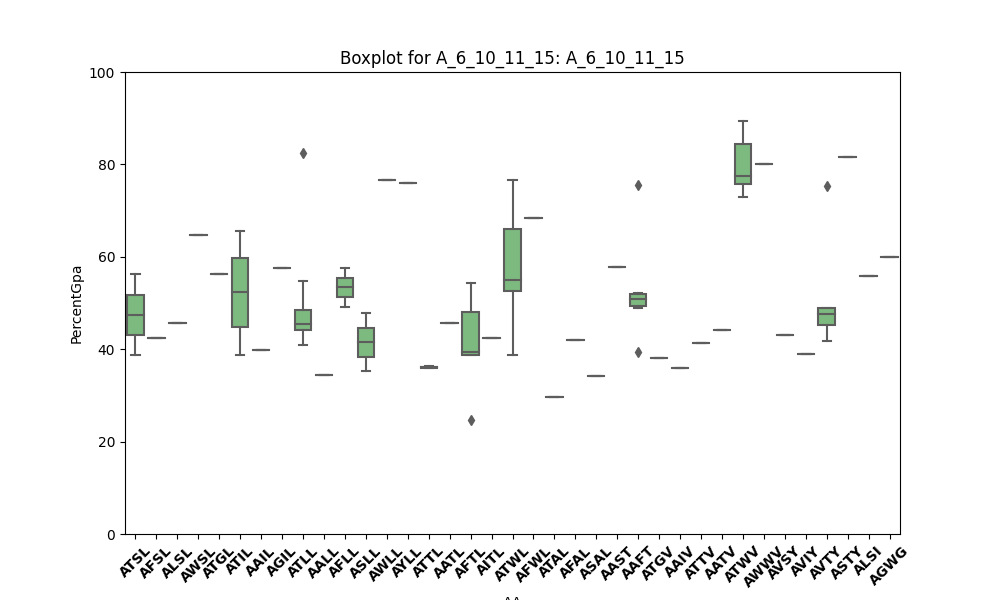 Boxplot for A_6_10_11_15: A_6_10_11_15
100
80
60
40
20
0
PercentGpa
ATSL AFSL ALSL AWSL ATGL ATIL AAIL AGIL ATLL AALL AFLL ASLL AWLL AYLL ATTL AATL AFTL AITL ATWL AFWL ATAL AFAL ASAL AAST AAFT ATGV AAIV ATTV AATV ATWV AWWV AVSY AVIY AVTY ASTY ALSI AGWG